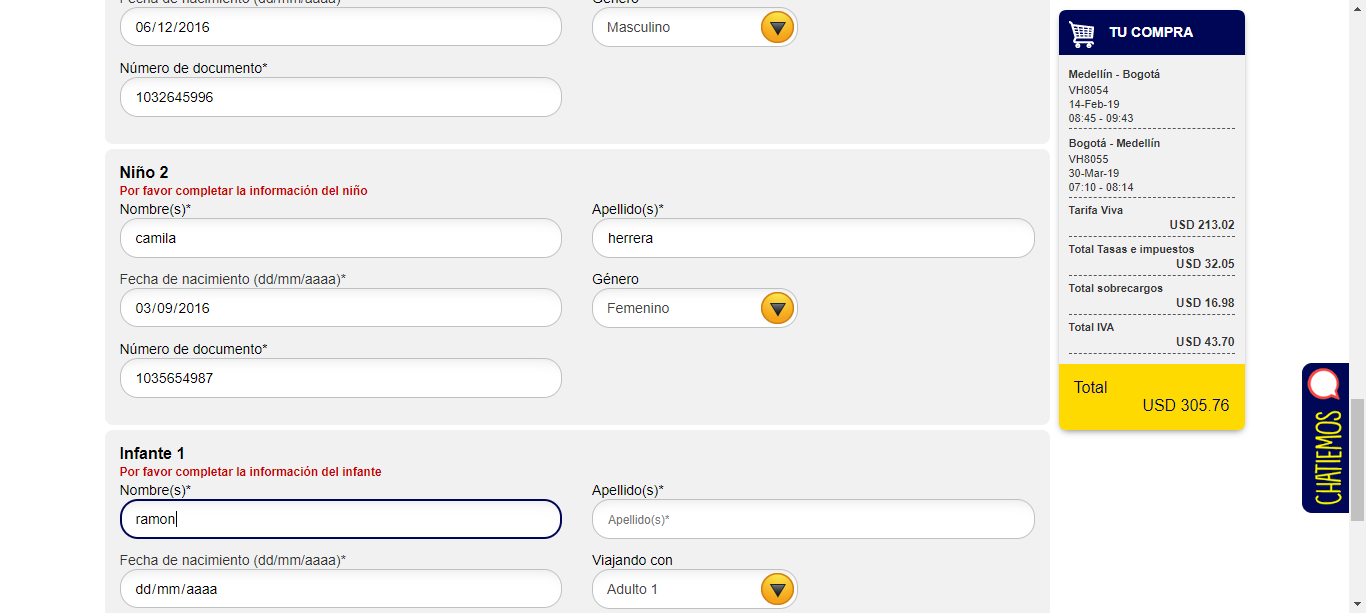 Fecha de nacimiento (dd/mm/aaaa)*
Género
06/12/2016
Masculino
Número de documento*
1032645996
Niño 2
Por favor completar la información del niño
Nombre(s)*
Apellido(s)*
camila
herrera
Fecha de nacimiento (dd/mm/aaaa)*
Género
03/09/2016
Femenino
Número de documento*
1035654987
Infante 1
Por favor completar la información del infante
Nombre(s)*
Apellido(s)*
ramon
Apellido(s)*
Fecha de nacimiento (dd/mm/aaaa)*
Viajando con
dd/mm/aaaa
Adulto 1
TU COMPRA
Medellín - Bogotá
VH8054
14-Feb-19
08:45 - 09:43
Bogotá - Medellín
VH8055
30-Mar-19
07:10 - 08:14
Tarifa Viva
USD 213.02
Total Tasas e impuestos
USD 32.05
Total sobrecargos
USD 16.98
Total IVA
USD 43.70
Total
USD 305.76
CHATIEMOS